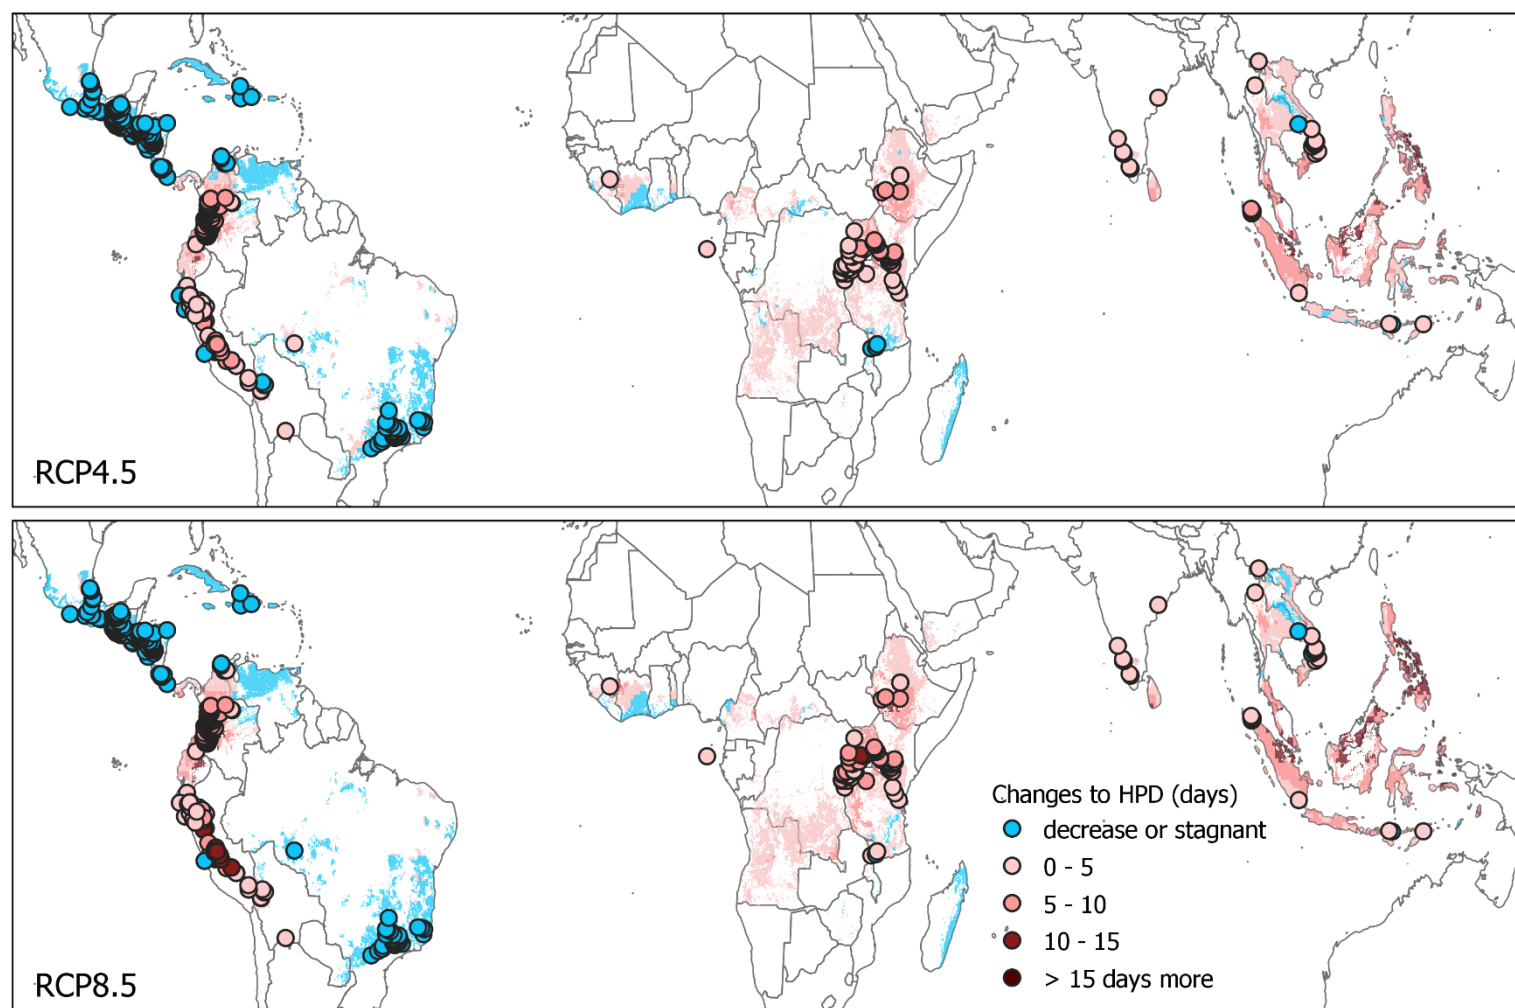 RCP4.5
Changes to HPD (days)
decrease or stagnant
0 - 5
5 - 10
10 - 15
> 15 days more
RCP8.5